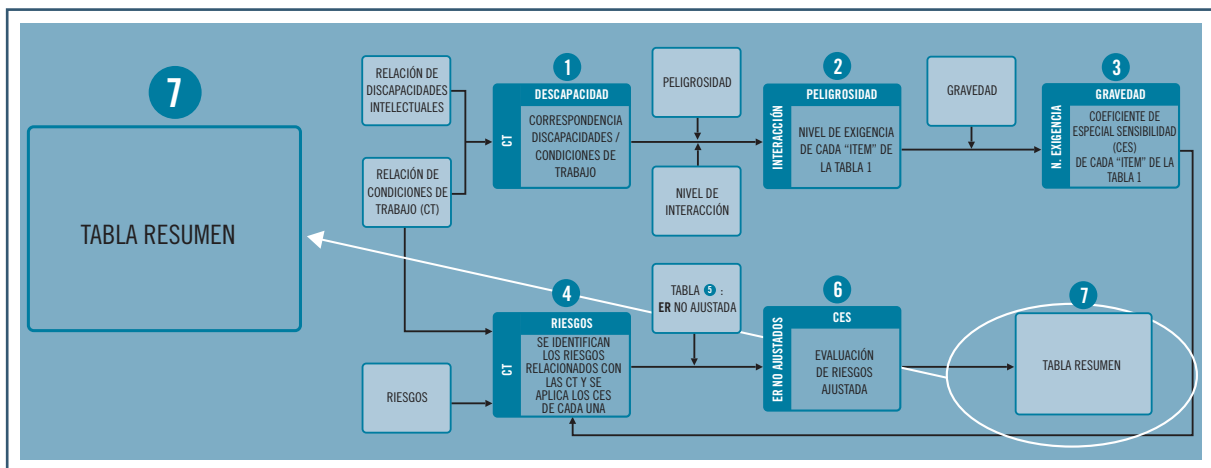 7
TABLA RESUMEN
RELACIÓN DE
DISCAPACIDADES
INTELECTUALES
RELACIÓN DE
CONDICIONES DE
TRABAJO (CT)
1
DESCAPACIDAD
CT
CORRESPONDENCIA
DISCAPACIDADES /
CONDICIONES DE
TRABAJO
PELIGROSIDAD
NIVEL DE
INTERACCIÓN
2
PELIGROSIDAD
INTERACCIÓN
NIVEL DE EXIGENCIA
DE CADA “ITEM” DE
LA TABLA 1
GRAVEDAD
3
GRAVEDAD
N. EXIGENCIA
COEFICIENTE DE
ESPECIAL SENSIBILIDAD
(CES)
DE CADA “ITEM” DE LA
TABLA 1
RIESGOS
4
RIESGOS
CT
SE IDENTIFICAN
LOS RIESGOS
RELACIONADOS CON
LAS CT Y SE
APLICA LOS CES
DE CADA UNA
TABLA 5 :
ER NO AJUSTADA
6
CES
ER NO AJUSTADOS
EVALUACIÓN
DE RIESGOS
AJUSTADA
7
TABLA RESUMEN